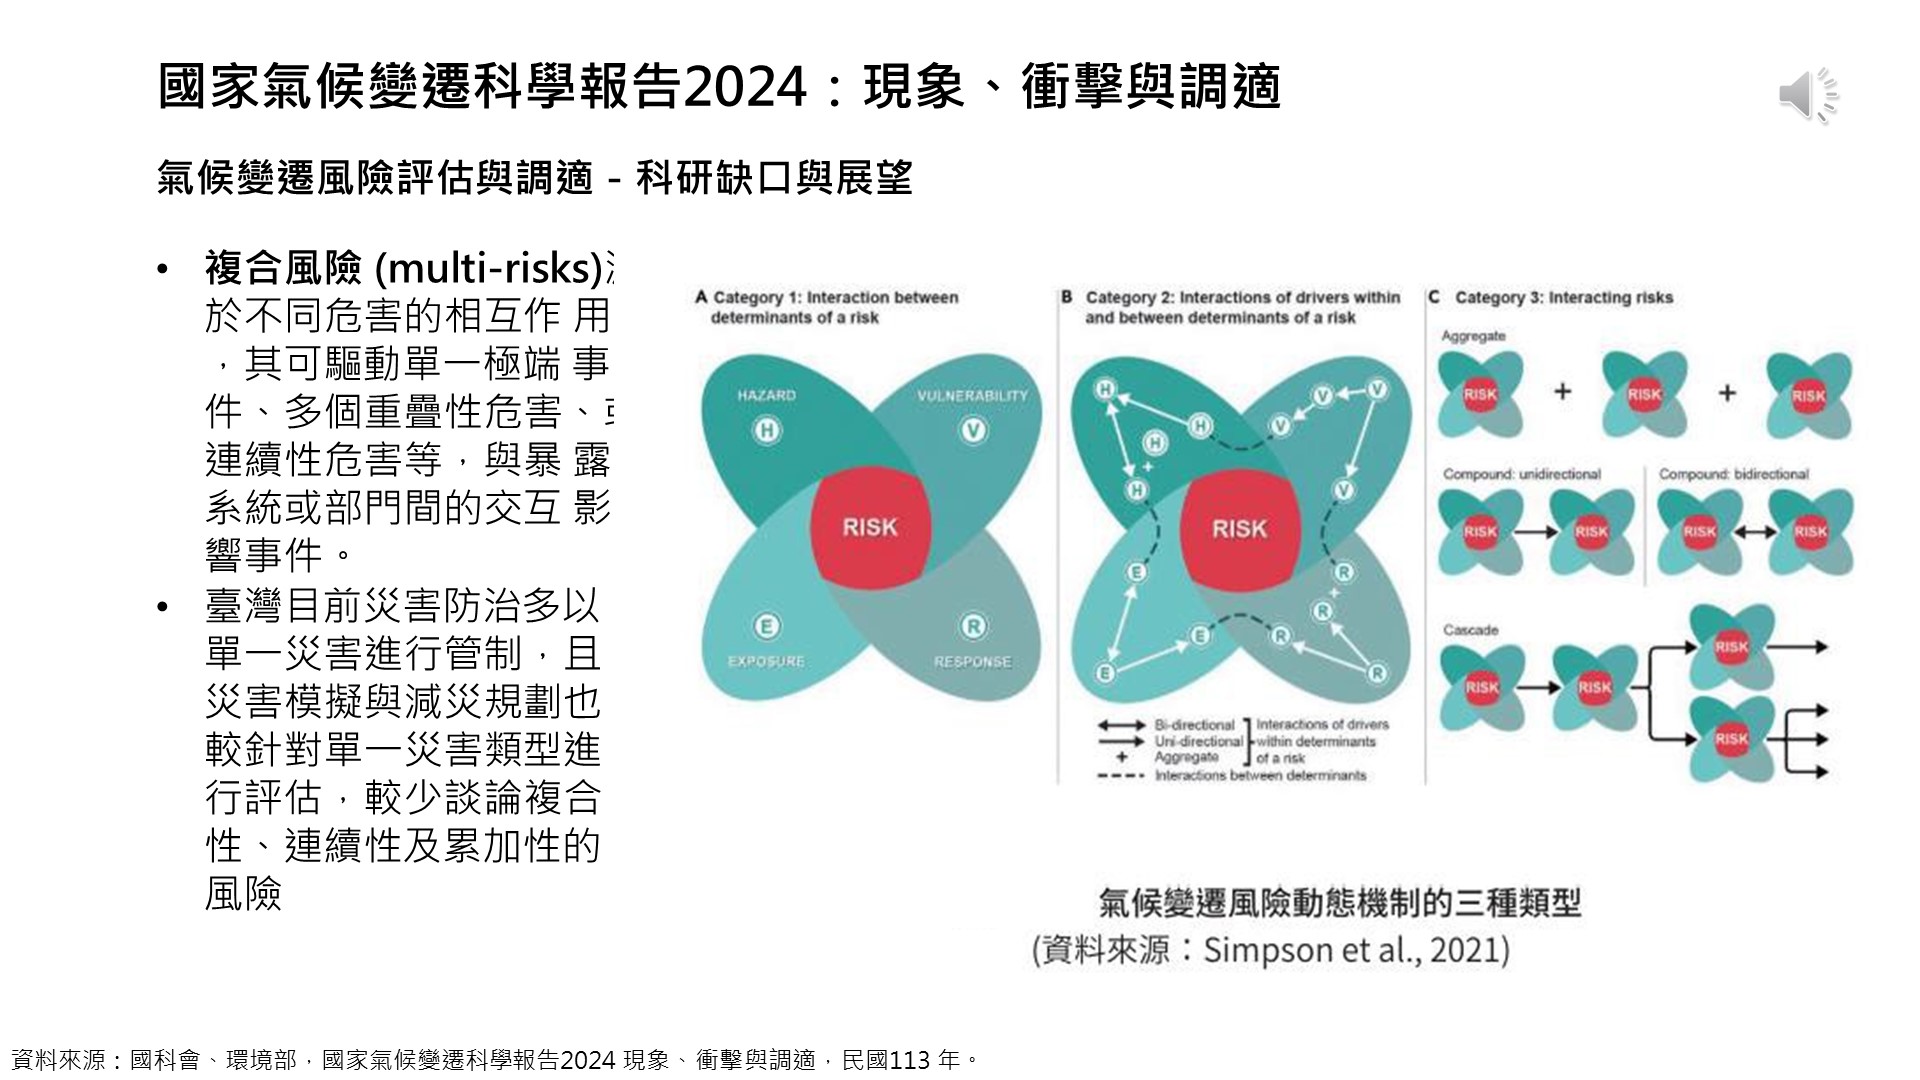 國家氣候變遷科學報告2024：現象、衝擊與調適
氣候變遷風險評估與調適 - 科研缺口與展望
• 複合風險 (multi-risks)
於不同危害的相互作 用
，其可驅動單一極端 事
件、多個重疊性危害、
連續性危害等，與暴 露
系統或部門間的交互 影
響事件。
• 臺灣目前災害防治多以
單一災害進行管制，且
災害模擬與減災規劃也
較針對單一災害類型進
行評估，較少談論複合
性、連續性及累加性的
風險
A Category 1: Interaction between
determinants of a risk
HAZARD
H
VULNERABILITY
V
RISK
E
EXPOSURE
R
RESPONSE
B Category 2: Interactions of drivers within
and between determinants of a risk
H
H
H
+
H
V
V
V
V
RISK
E
E
E
R
R
+
R
R
Bi-directional
Uni-directional
+ Aggregate
Interactions of drivers
within determinants
of a risk
Interactions between determinants
C Category 3: Interacting risks
Aggregate
RISK + RISK + RISK
Compound: unidirectional
RISK RISK
Compound: bidirectional
RISK RISK
Cascade
RISK RISK RISK
RISK
氣候變遷風險動態機制的三種類型
(資料來源：Simpson et al., 2021)
資料來源：國科會、環境部，國家氣候變遷科學報告2024 現象、衝擊與調適，民國113 年。